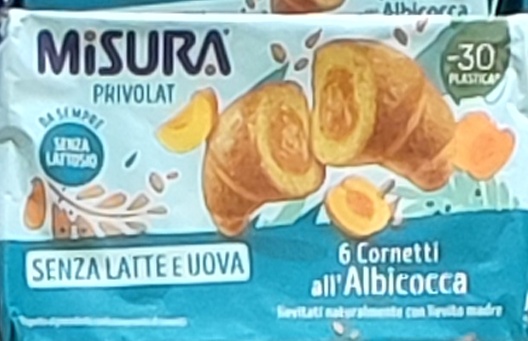 Albicocca
MiSURA
PRIVOLAT
-30
PLASTICA*
DA SEMPRE
SENZA
LATTOSIO
SENZA LATTE E UOVA
6 Cornetti
all'Albicocca
lievitati naturalmente con lievito madre